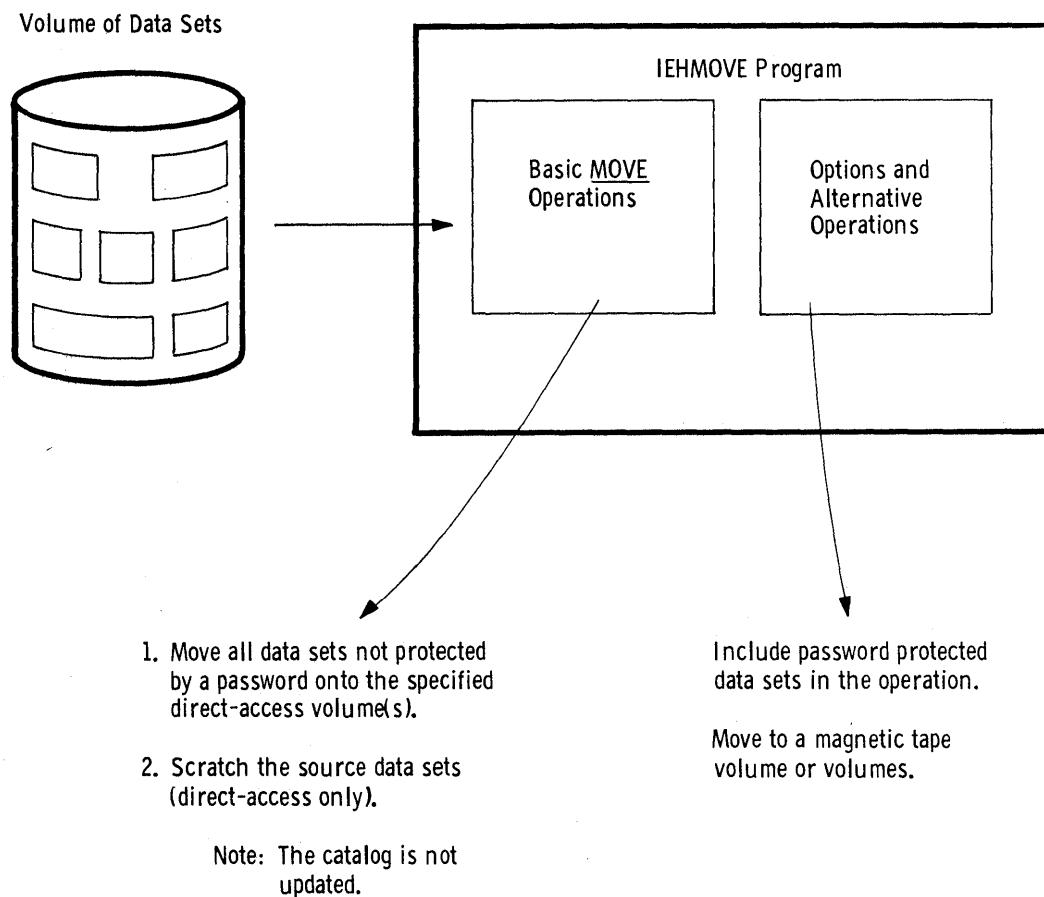 Volume of Data Sets
IEHMOVE Program
Basic MOVE
Operations
Options and
Alternative
Operations
1. Move all data sets not protected
by a password onto the specified
direct-access volume(s).
2. Scratch the source data sets
(direct-access only).
Note: The catalog is not
updated.
Include password protected
data sets in the operation.
Move to a magnetic tape
volume or volumes.